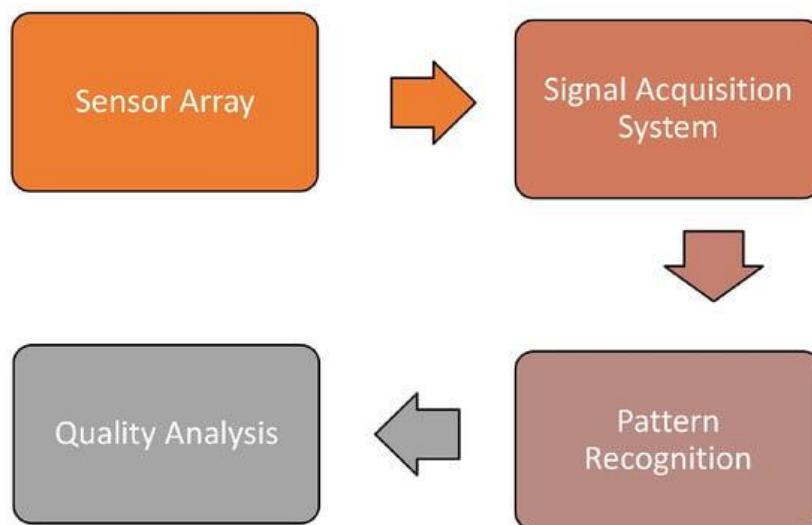 Sensor Array
Signal Acquisition
System
Pattern
Recognition
Quality Analysis